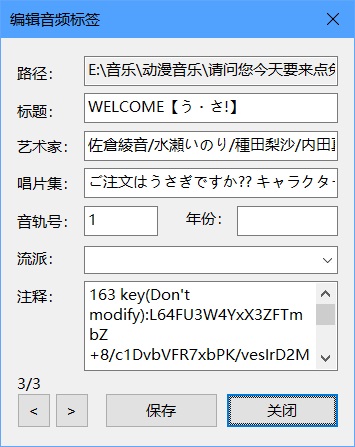 编辑音频标签
路径： E:\音乐\动漫音乐\请问您今天要来点
标题： WELCOME【う・さ!】
艺术家： 佐倉綾音/水瀬いのり/種田梨沙/内田
唱片集： ご注文はうさぎですか?? キャラクター
音轨号： 1 年份：
流派：
注释： 163 key(Don't
modify):L64FU3W4YxX3ZFTm
bZ
+8/c1DvbVFR7xbPK/vesIrD2M
3/3
< > 保存 关闭